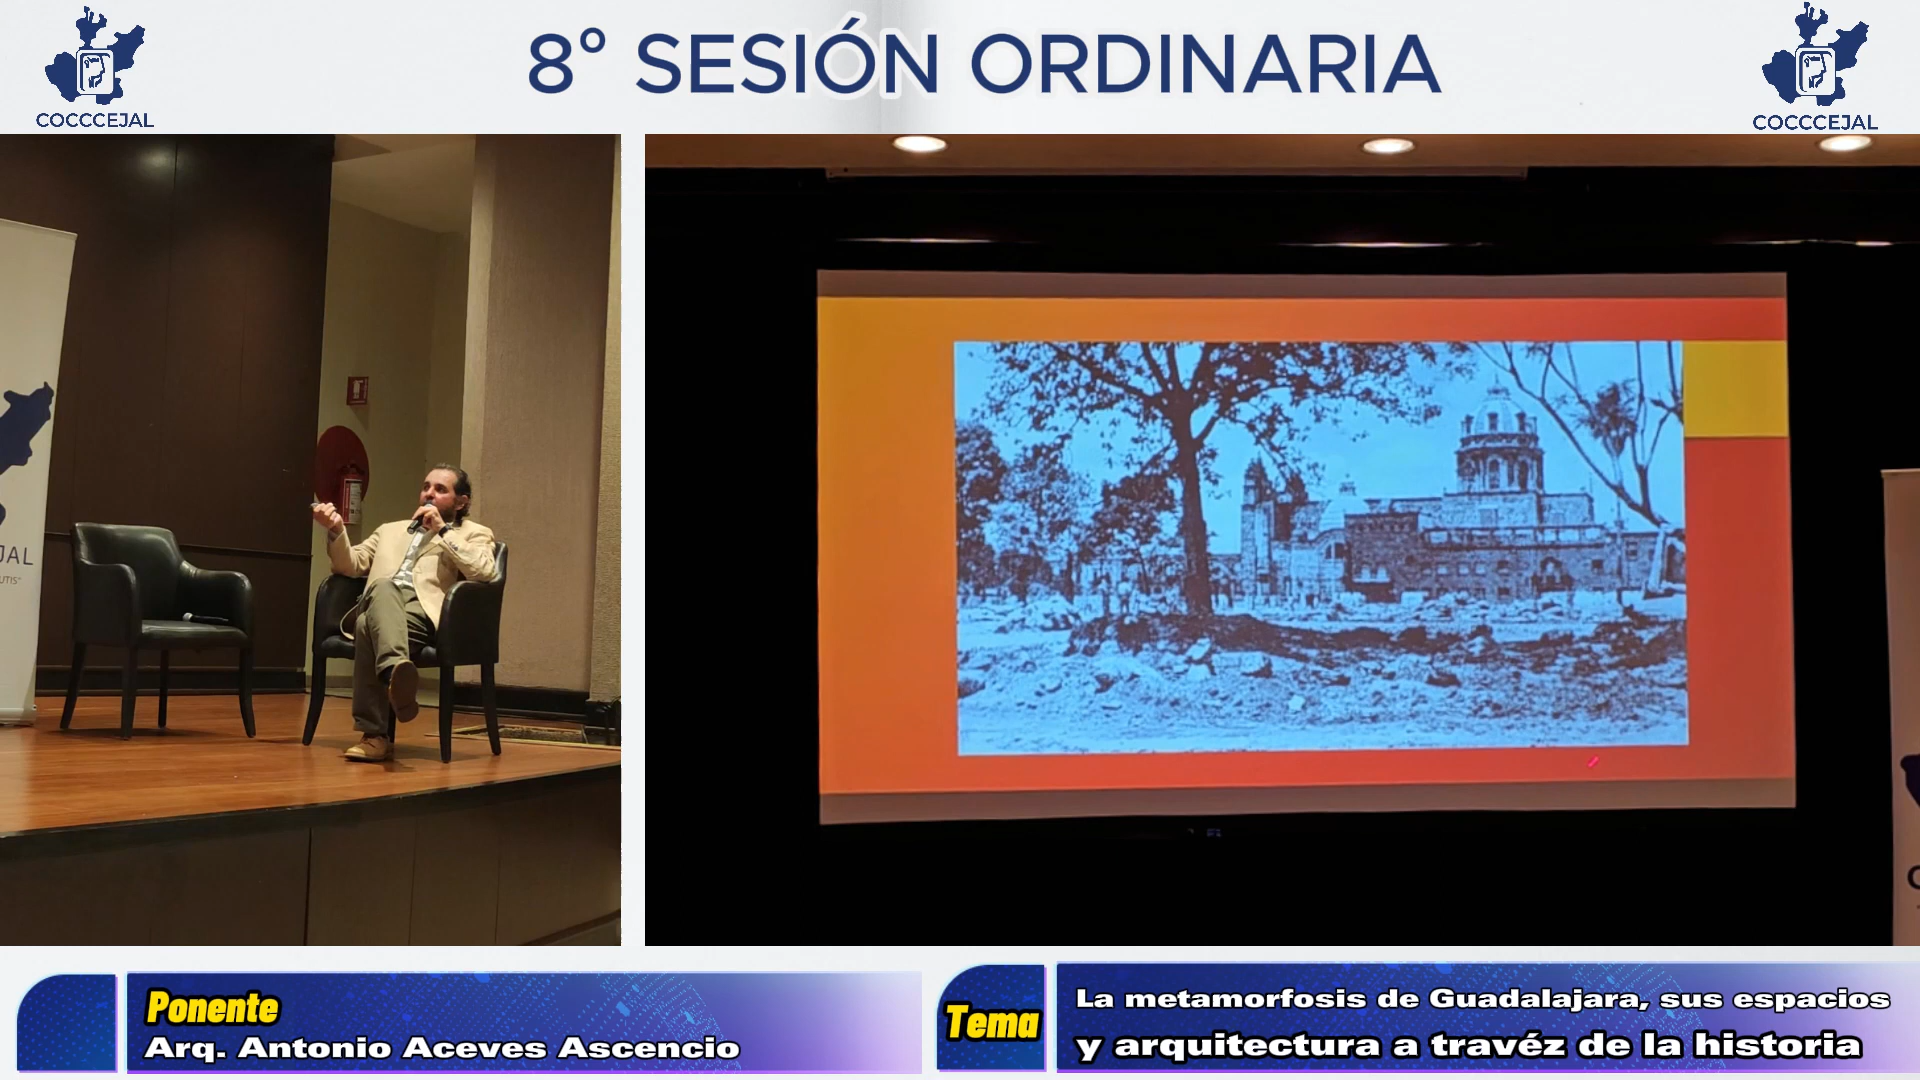 8° SESIÓN ORDINARIA
COCCCEJAL
COCCCEJAL
JAL
UTIS"
Ponente
Arq. Antonio Aceves Ascencio
Tema
La metamorfosis de Guadalajara, sus espacios
y arquitectura a travéz de la historia